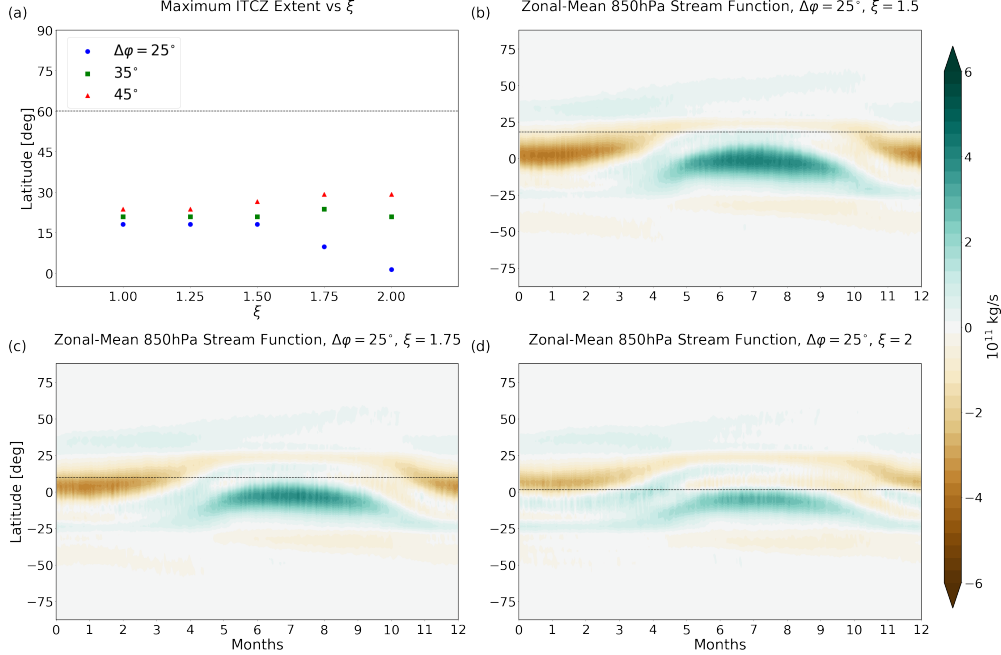 (a)
Maximum ITCZ Extent vs ξ
Latitude [deg]
90
75
60
45
30
15
0
Δφ = 25°
35°
45°
1.00 1.25 1.50 1.75 2.00
ξ
(b)
Zonal-Mean 850hPa Stream Function, Δφ = 25°, ξ = 1.5
75
50
25
0
−25
−50
−75
0 1 2 3 4 5 6 7 8 9 10 11 12
(c)
Zonal-Mean 850hPa Stream Function, Δφ = 25°, ξ = 1.75
Latitude [deg]
75
50
25
0
−25
−50
−75
0 1 2 3 4 5 6 7 8 9 10 11 12
Months
(d)
Zonal-Mean 850hPa Stream Function, Δφ = 25°, ξ = 2
75
50
25
0
−25
−50
−75
0 1 2 3 4 5 6 7 8 9 10 11 12
Months
6
4
2
0
−2
−4
−6
10¹¹ kg/s